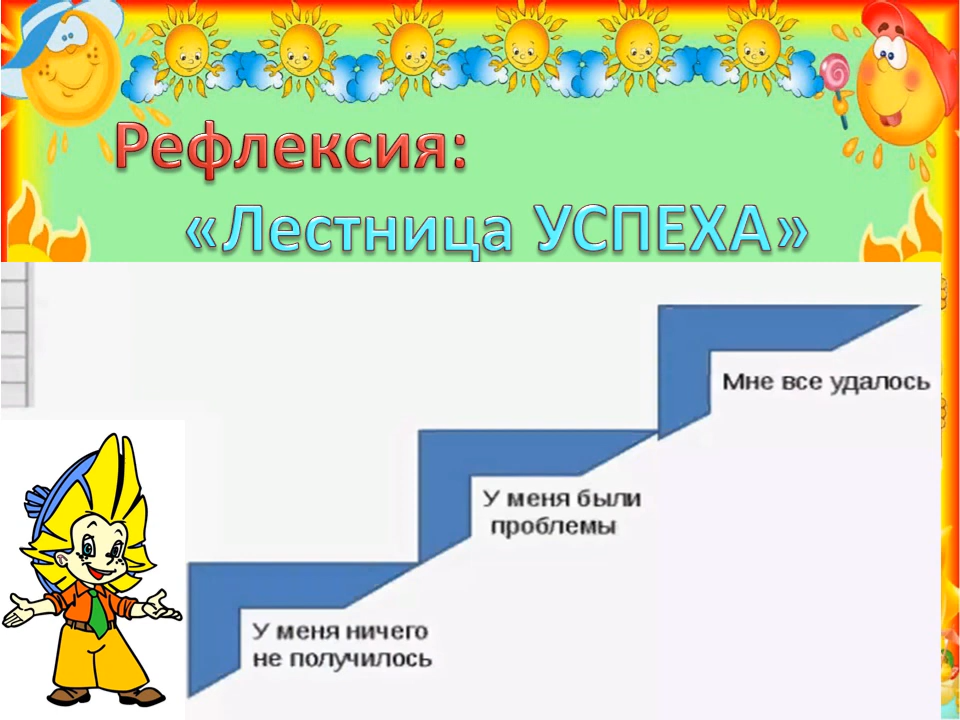 Рефлексия:
«Лестница УСПЕХА»
Мне все удалось
У меня были
проблемы
У меня ничего
не получилось